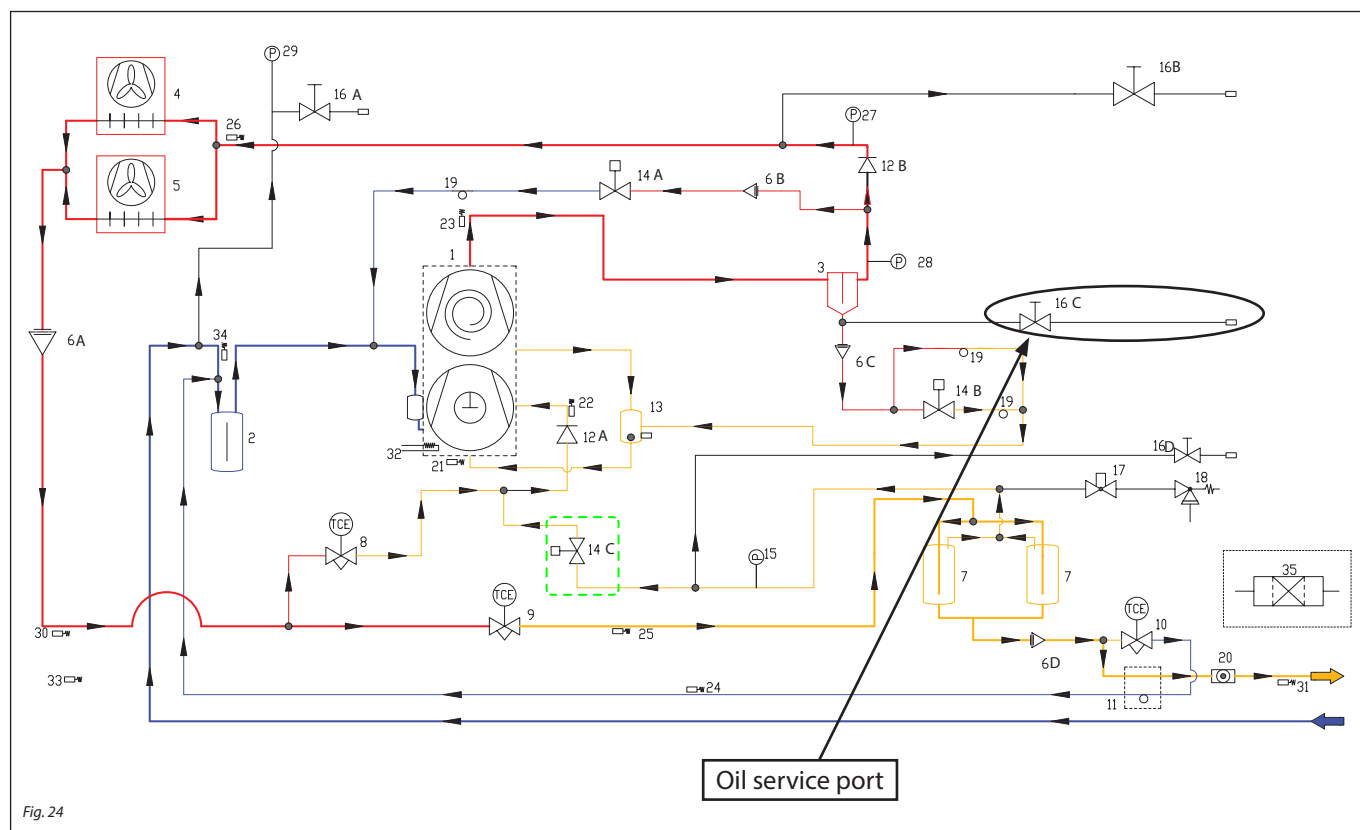 29
16 A
16B
4
26
P
P 27
5
12 B
19
14 A
6 B
23
1
3
P 28
16 C
34
6A
6 C
19
14 B
19
22
13
2
12 A
32
21
16D
17
18
TCE
8
14 C
P 15
7
7
35
TCE
9
TCE
10
30
25
6D
20
33
24
11
31
Oil service port
Fig. 24